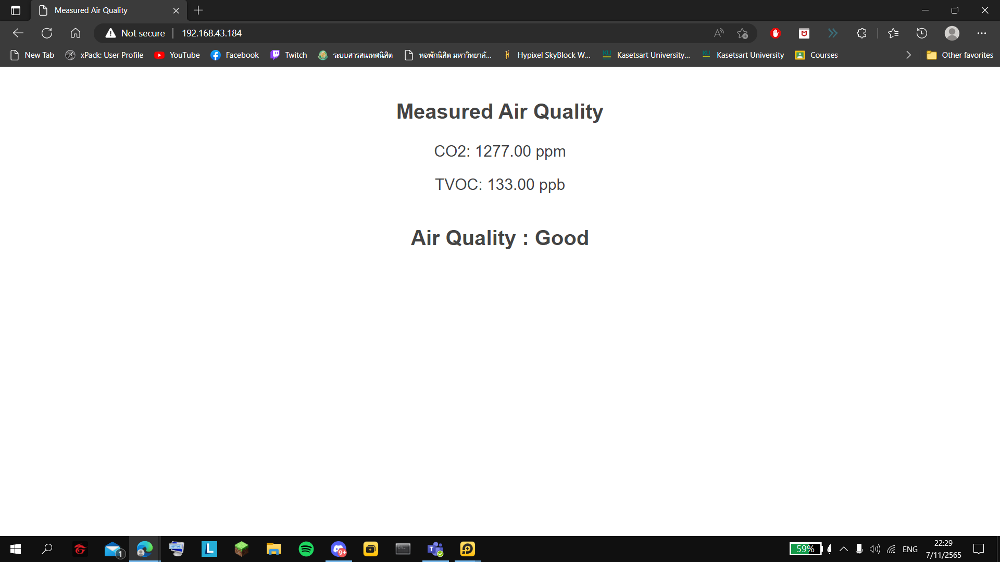 Measured Air Quality
Not secure
192.168.43.184
New Tab
xPack: User Profile
YouTube
Facebook
Twitch
ระบบสารสนเทศนิสิต
หอพักนิสิต มหาวิทยาลั...
Hypixel SkyBlock W...
Kasetsart University...
Kasetsart University
Courses
Other favorites
Measured Air Quality
CO2: 1277.00 ppm
TVOC: 133.00 ppb
Air Quality : Good
1
L
9+
59%
ENG
22:29
7/11/2565